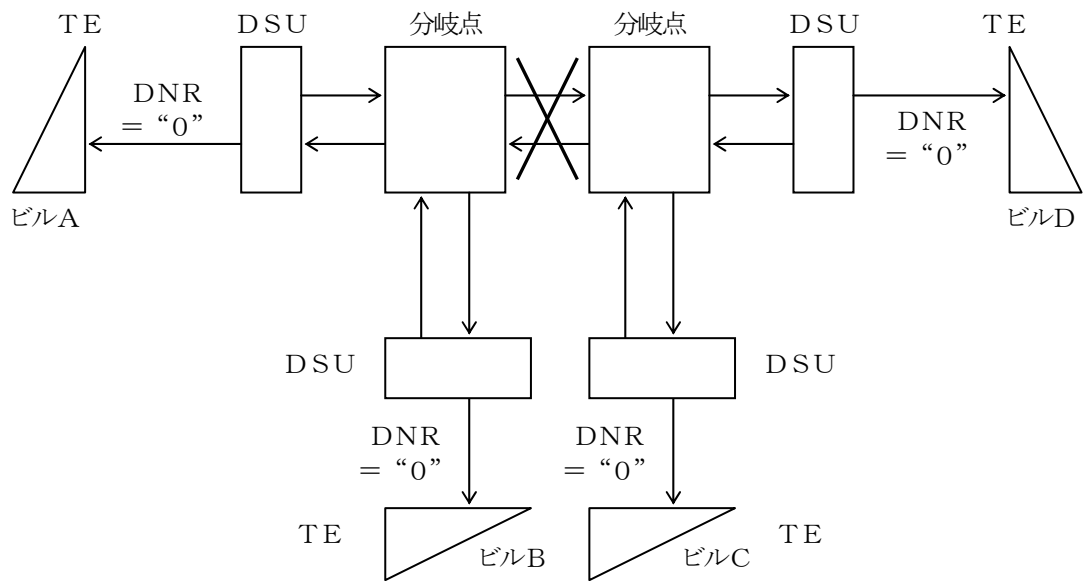 TE
DSU
分岐点
分岐点
DSU
TE
DNR
= “0”
DNR
= “0”
ビルA
ビルD
DSU
DSU
DNR
= “0”
DNR
= “0”
TE
ビルB
ビルC
TE